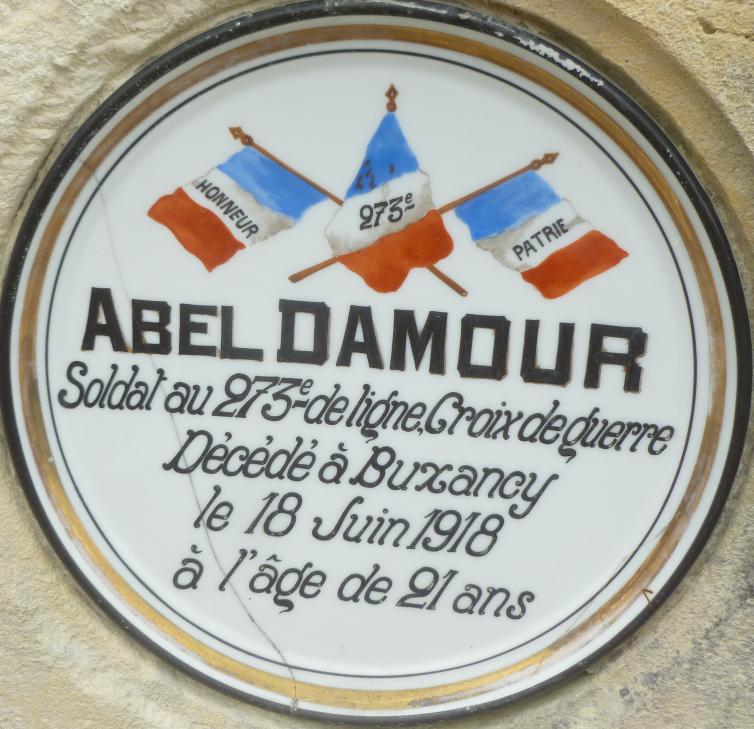 HONNEUR
273e
PATRIE
ABEL DAMOUR
Soldat au 273e de ligne, Croix de guerre
Décédé à Buxancy
le 18 Juin 1918
à l'âge de 21 ans